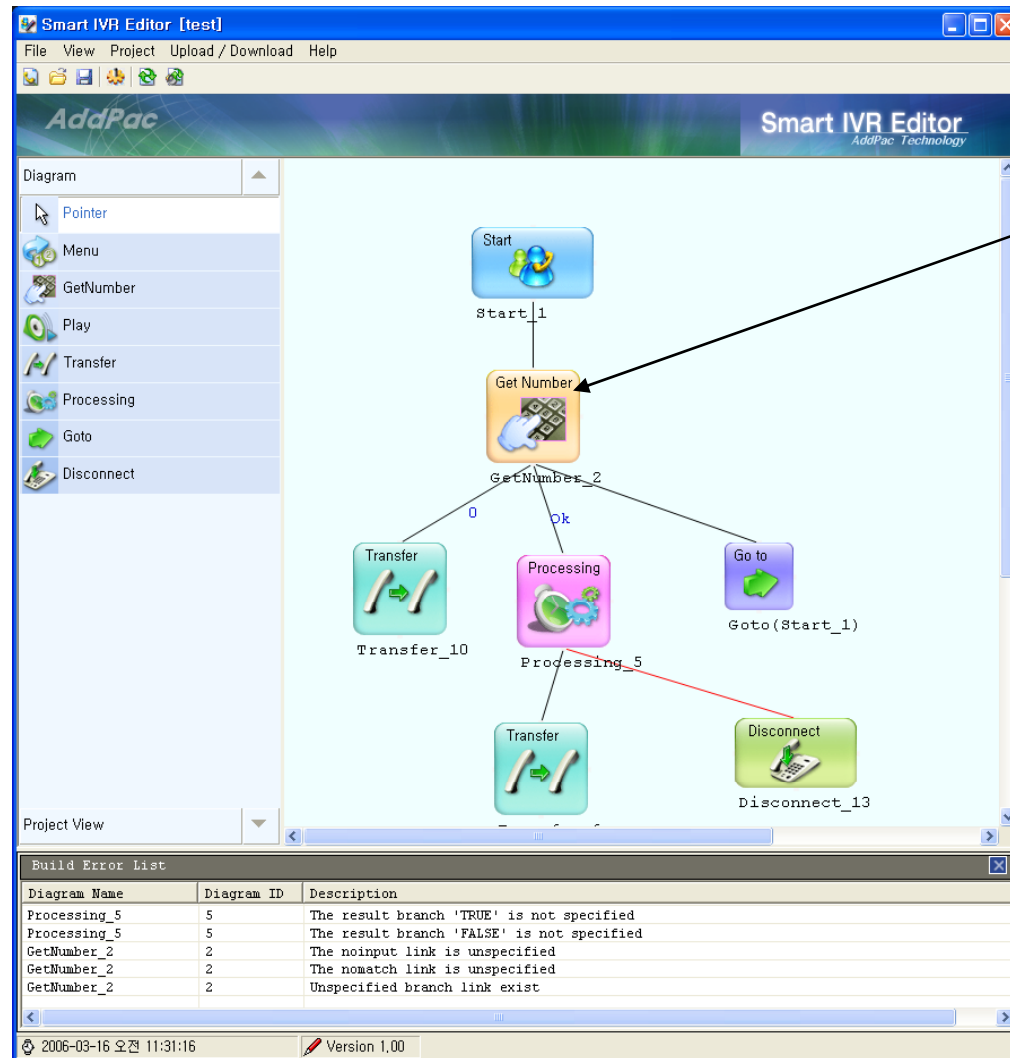 Smart IVR Editor [test]
File View Project Upload / Download Help
AddPac
Smart IVR Editor
AddPac Technology
Diagram
Pointer
Menu
GetNumber
Play
Transfer
Processing
Goto
Disconnect
Project View
Start
Start_1
Get Number
GetNumber_2
0
Ok
Transfer
Transfer_10
Processing
Processing_5
Go to
Goto(Start_1)
Transfer
Disconnect
Disconnect_13
Build Error List
Diagram Name Diagram ID Description
Processing_5 5 The result branch 'TRUE' is not specified
Processing_5 5 The result branch 'FALSE' is not specified
GetNumber_2 2 The noinput link is unspecified
GetNumber_2 2 The nomatch link is unspecified
GetNumber_2 2 Unspecified branch link exist
2006-03-16 오전 11:31:16 Version 1,00